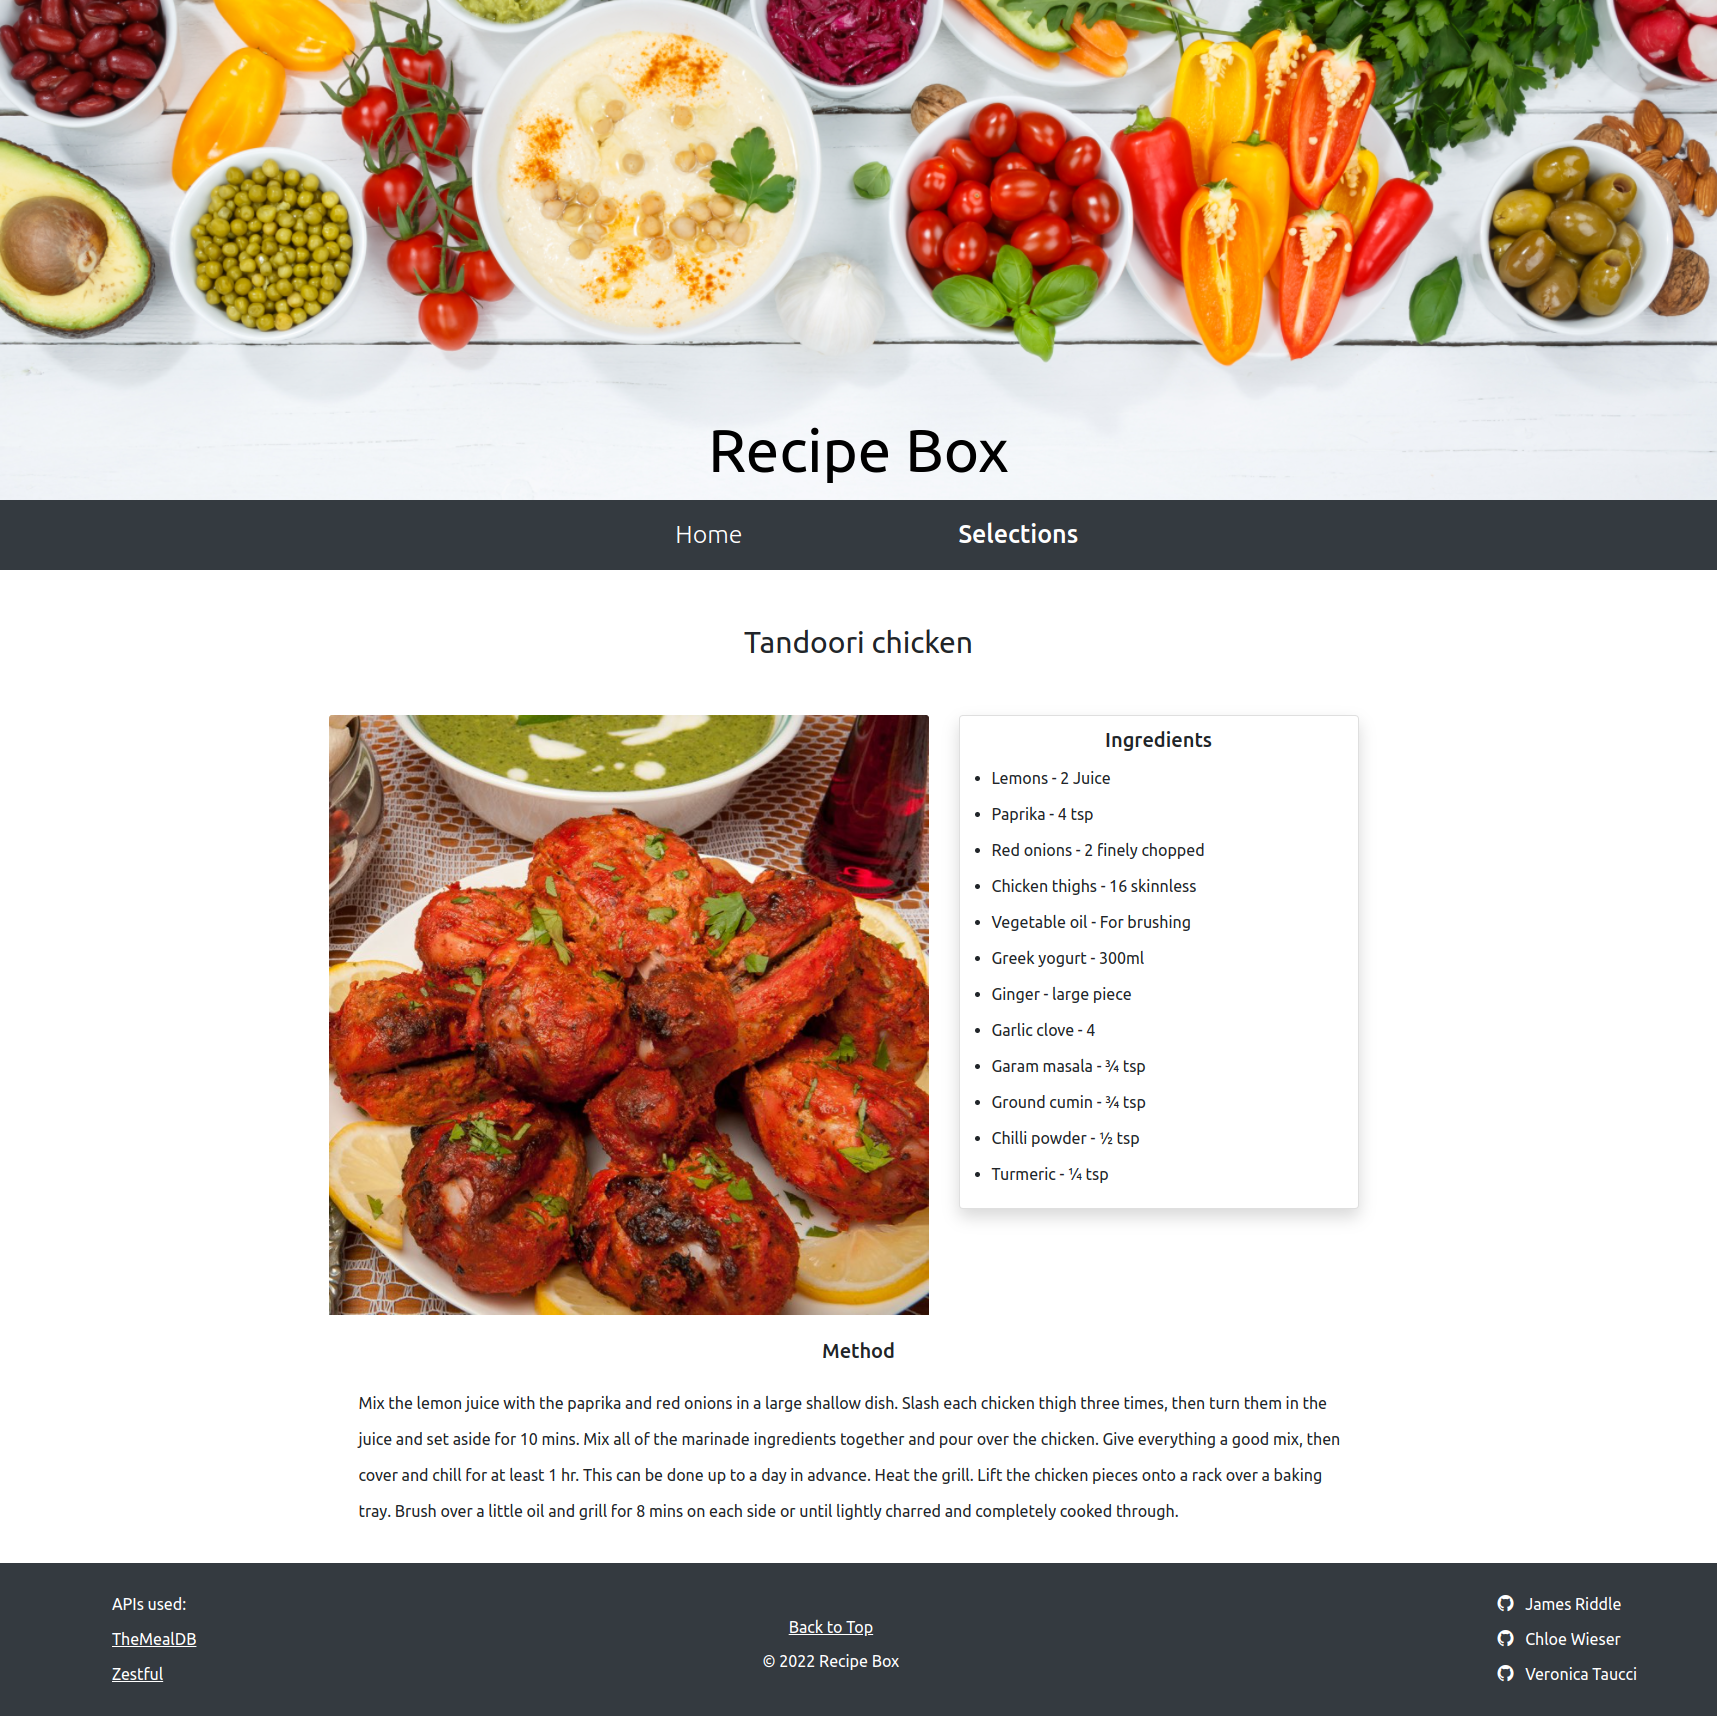 Recipe Box
Home
Selections
Tandoori chicken
Ingredients
Lemons - 2 Juice
Paprika - 4 tsp
Red onions - 2 finely chopped
Chicken thighs - 16 skinnless
Vegetable oil - For brushing
Greek yogurt - 300ml
Ginger - large piece
Garlic clove - 4
Garam masala - ¾ tsp
Ground cumin - ¾ tsp
Chilli powder - ½ tsp
Turmeric - ¼ tsp
Method
Mix the lemon juice with the paprika and red onions in a large shallow dish. Slash each chicken thigh three times, then turn them in the
juice and set aside for 10 mins. Mix all of the marinade ingredients together and pour over the chicken. Give everything a good mix, then
cover and chill for at least 1 hr. This can be done up to a day in advance. Heat the grill. Lift the chicken pieces onto a rack over a baking
tray. Brush over a little oil and grill for 8 mins on each side or until lightly charred and completely cooked through.
APIs used:
TheMealDB
Zestful
Back to Top
© 2022 Recipe Box
James Riddle
Chloe Wieser
Veronica Taucci